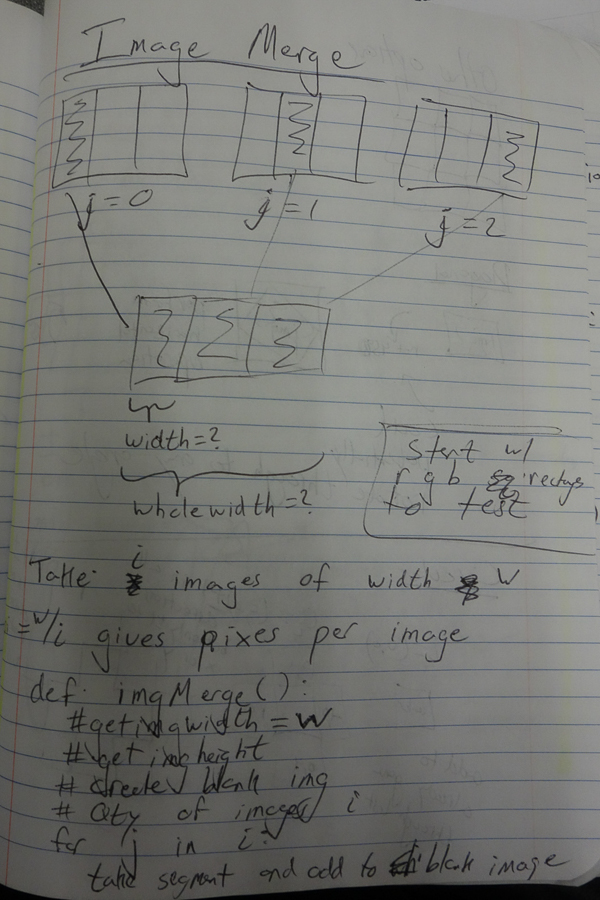 Image Merge
j=0 j=1 j=2
width=?
whole width=?
start w/
rgb
to test
Take i images of width w
=w/i gives pixes per image
def imgMerge():
#get img width = w
#get img height
# create blank img
# Qty of images i
for j in i:
take segment and add to blank image